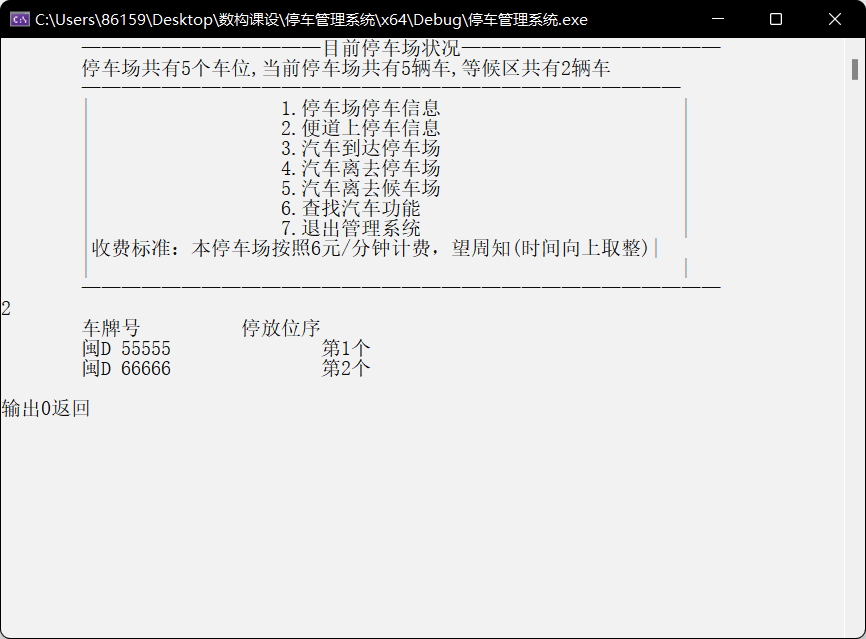 C:\Users\86159\Desktop\数构课设\停车管理系统\x64\Debug\停车管理系统.exe
————————————目前停车场状况—————————————
停车场共有5个车位,当前停车场共有5辆车,等候区共有2辆车
——————————————————————————————
1.停车场停车信息
2.便道上停车信息
3.汽车到达停车场
4.汽车离去停车场
5.汽车离去候车场
6.查找汽车功能
7.退出管理系统
收费标准：本停车场按照6元/分钟计费，望周知(时间向上取整)
————————————————————————————————
2
车牌号 停放位序
闽D 55555 第1个
闽D 66666 第2个
输出0返回